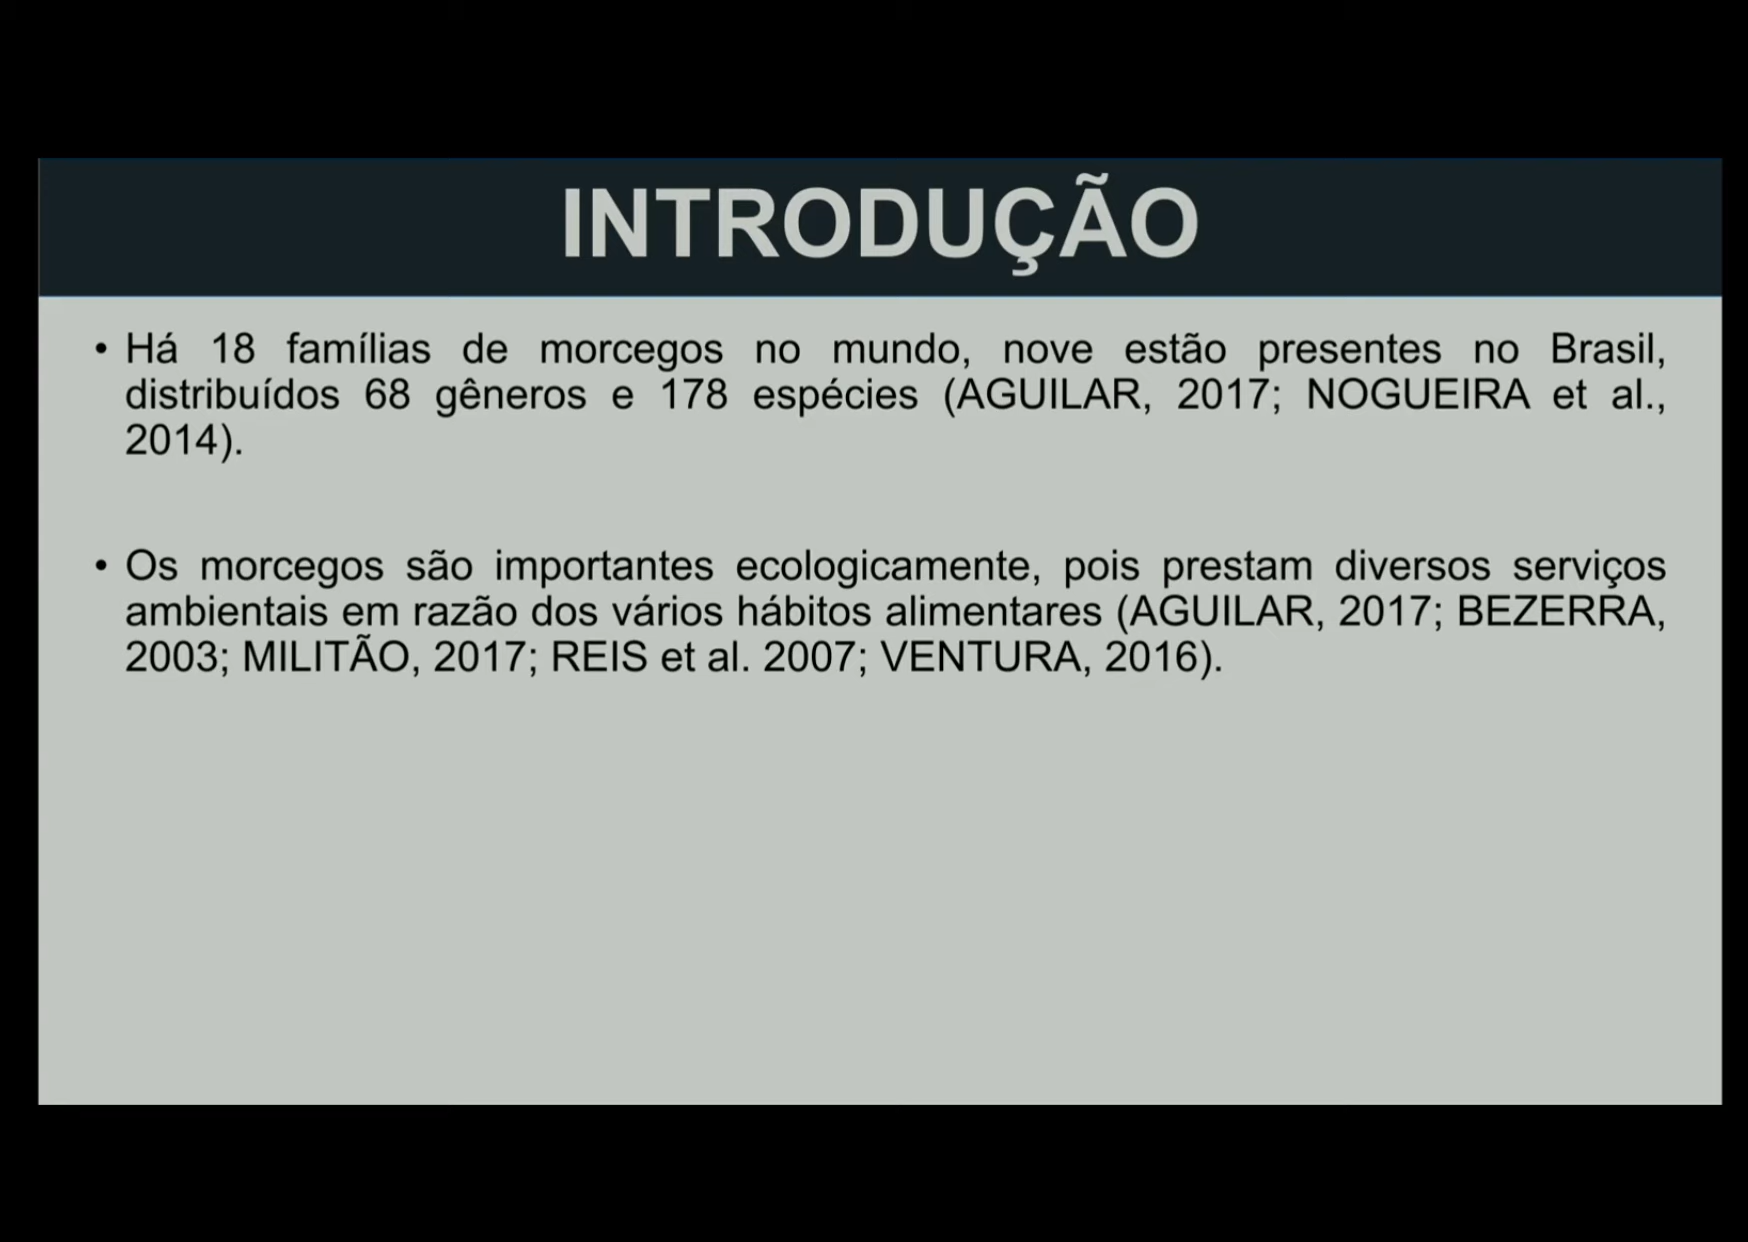 INTRODUÇÃO
• Há 18 famílias de morcegos no mundo, nove estão presentes no Brasil,
distribuídos 68 gêneros e 178 espécies (AGUILAR, 2017; NOGUEIRA et al.,
2014).
• Os morcegos são importantes ecologicamente, pois prestam diversos serviços
ambientais em razão dos vários hábitos alimentares (AGUILAR, 2017; BEZERRA,
2003; MILITÃO, 2017; REIS et al. 2007; VENTURA, 2016).